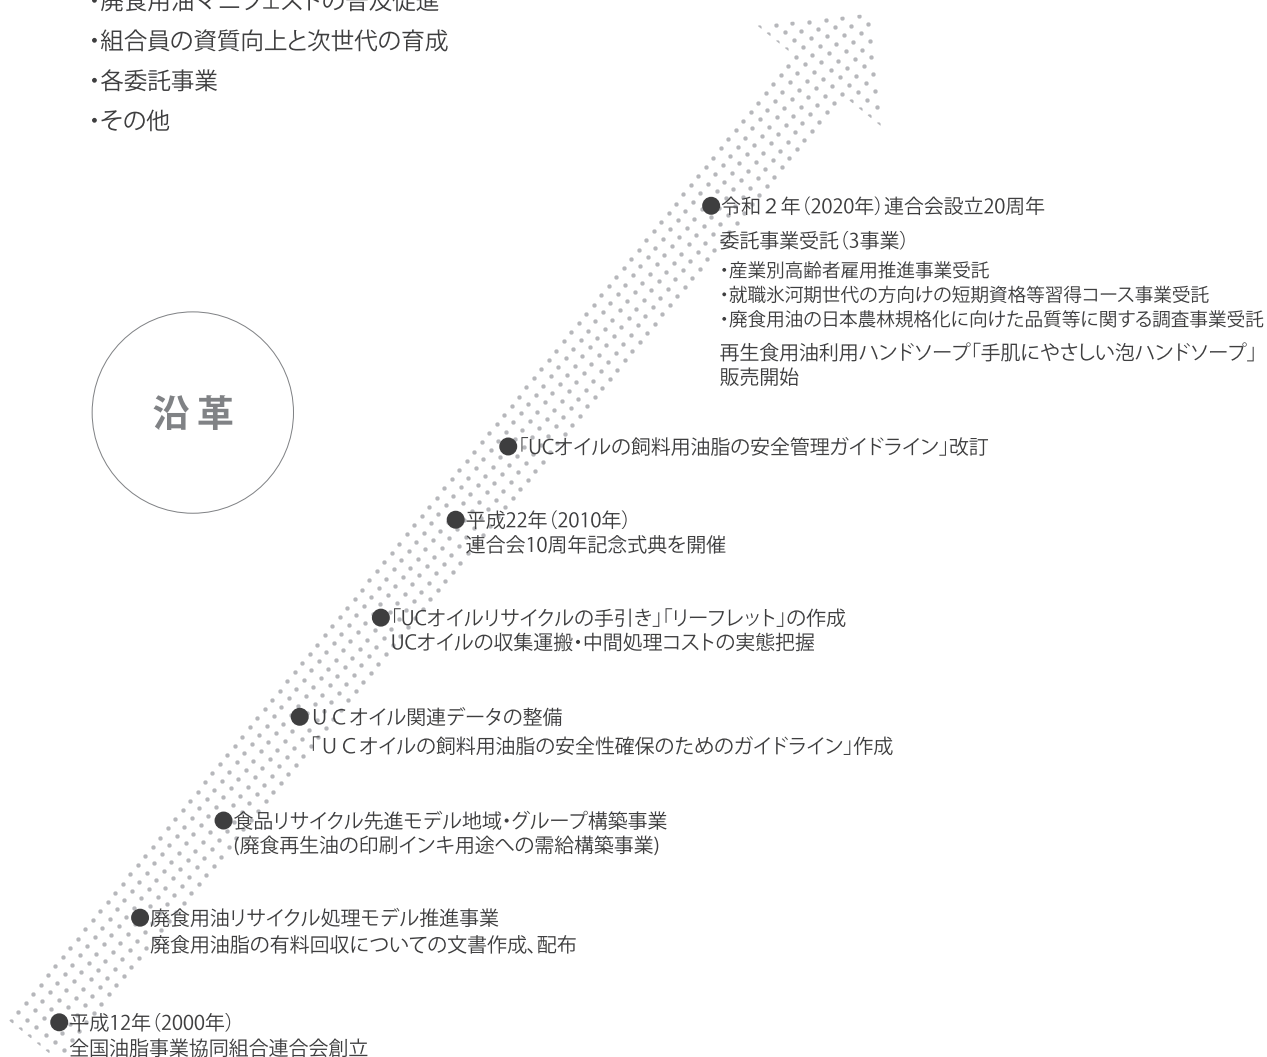 ・廃食用油マニフェストの普及促進
・組合員の資質向上と次世代の育成
・各委託事業
・その他
令和２年（2020年）連合会設立20周年
委託事業受託（3事業）
・産業別高齢者雇用推進事業受託
・就職氷河期世代の方向けの短期資格等習得コース事業受託
・廃食用油の日本農林規格化に向けた品質等に関する調査事業受託
再生食用油利用ハンドソープ「手肌にやさしい泡ハンドソープ」
販売開始
沿革
「UCオイルの飼料用油脂の安全管理ガイドライン」改訂
平成22年（2010年）
連合会10周年記念式典を開催
「UCオイルリサイクルの手引き」「リーフレット」の作成
UCオイルの収集運搬・中間処理コストの実態把握
ＵＣオイル関連データの整備
「ＵＣオイルの飼料用油脂の安全性確保のためのガイドライン」作成
食品リサイクル先進モデル地域・グループ構築事業
(廃食再生油の印刷インキ用途への需給構築事業)
廃食用油リサイクル処理モデル推進事業
廃食用油脂の有料回収についての文書作成、配布
平成12年（2000年）
全国油脂事業協同組合連合会創立